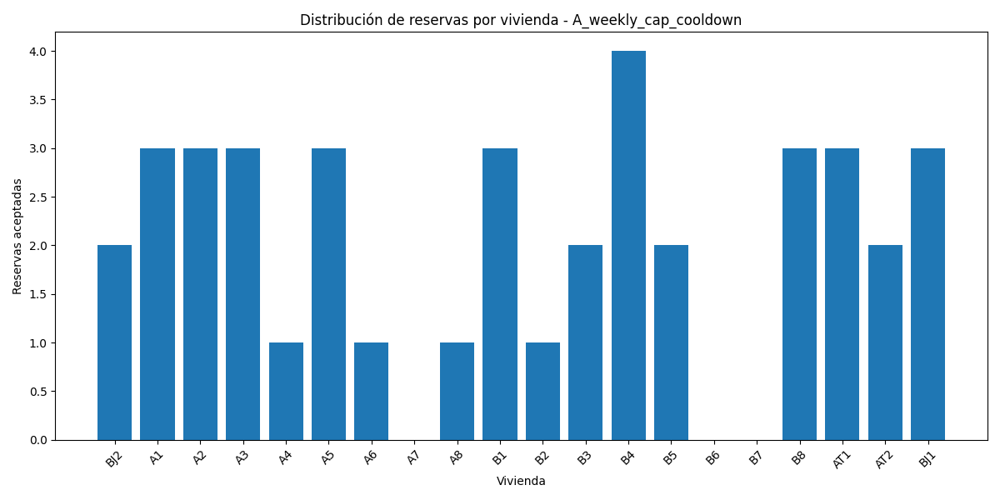 Distribución de reservas por vivienda - A_weekly_cap_cooldown
Reservas aceptadas
4.0
3.5
3.0
2.5
2.0
1.5
1.0
0.5
0.0
BJ2
A1
A2
A3
A4
A5
A6
A7
A8
B1
B2
B3
B4
B5
B6
B7
B8
AT1
AT2
BJ1
Vivienda